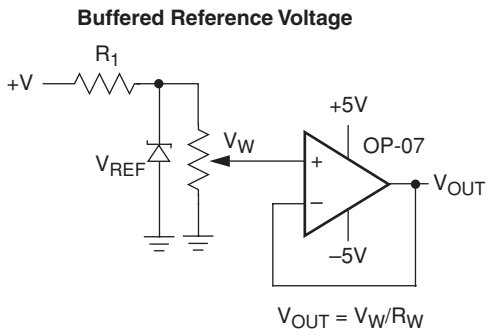 Buffered Reference Voltage
R1
+V
+5V
OP-07
VW
VREF
+
VOUT
–
–5V
VOUT = VW/RW